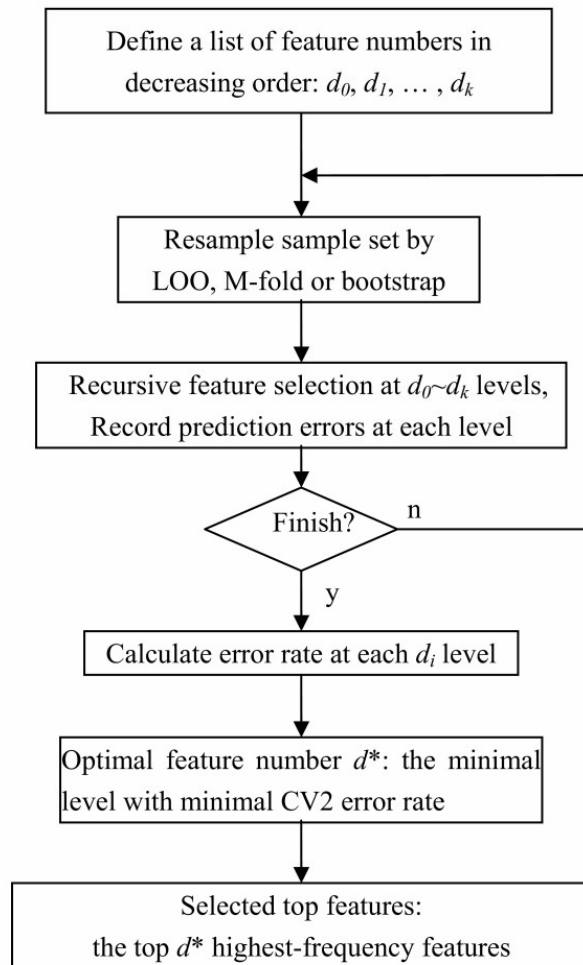 Define a list of feature numbers in
decreasing order: d0, d1, … , dk
Resample sample set by
LOO, M-fold or bootstrap
Recursive feature selection at d0~dk levels,
Record prediction errors at each level
Finish?
n
y
Calculate error rate at each di level
Optimal feature number d*: the minimal
level with minimal CV2 error rate
Selected top features:
the top d* highest-frequency features